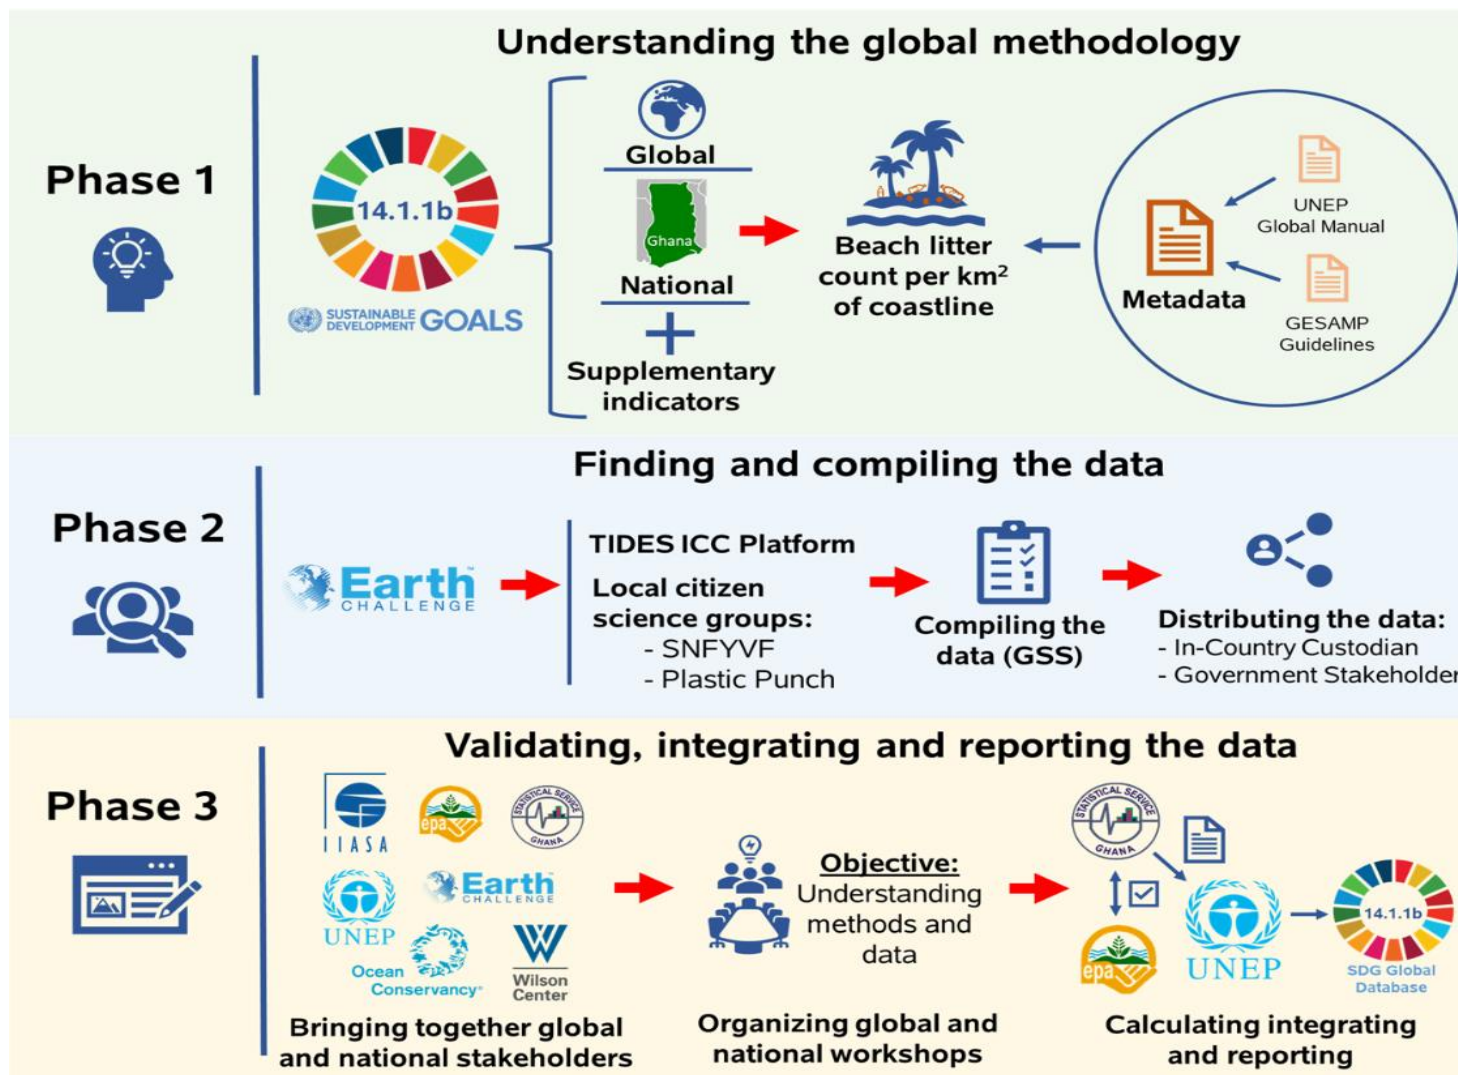 Understanding the global methodology
Phase 1
14.1.1b
SUSTAINABLE
DEVELOPMENT GOALS
Global
Ghana
National
Supplementary
indicators
Beach litter
count per km²
of coastline
Metadata
UNEP
Global Manual
GESAMP
Guidelines
Finding and compiling the data
Phase 2
Earth
CHALLENGE
TIDES ICC Platform
Local citizen
science groups:
- SNFYVF
- Plastic Punch
Compiling the
data (GSS)
Distributing the data:
- In-Country Custodian
- Government Stakeholder
Validating, integrating and reporting the data
Phase 3
IIASA
epa
STATISTICAL SERVICE
GHANA
UNEP
Earth
CHALLENGE
Ocean
Conservancy®
Wilson
Center
Bringing together global
and national stakeholders
Objective:
Understanding
methods and
data
Organizing global and
national workshops
STATISTICAL SERVICE
GHANA
epa
UNEP
14.1.1b
SDG Global
Database
Calculating integrating
and reporting